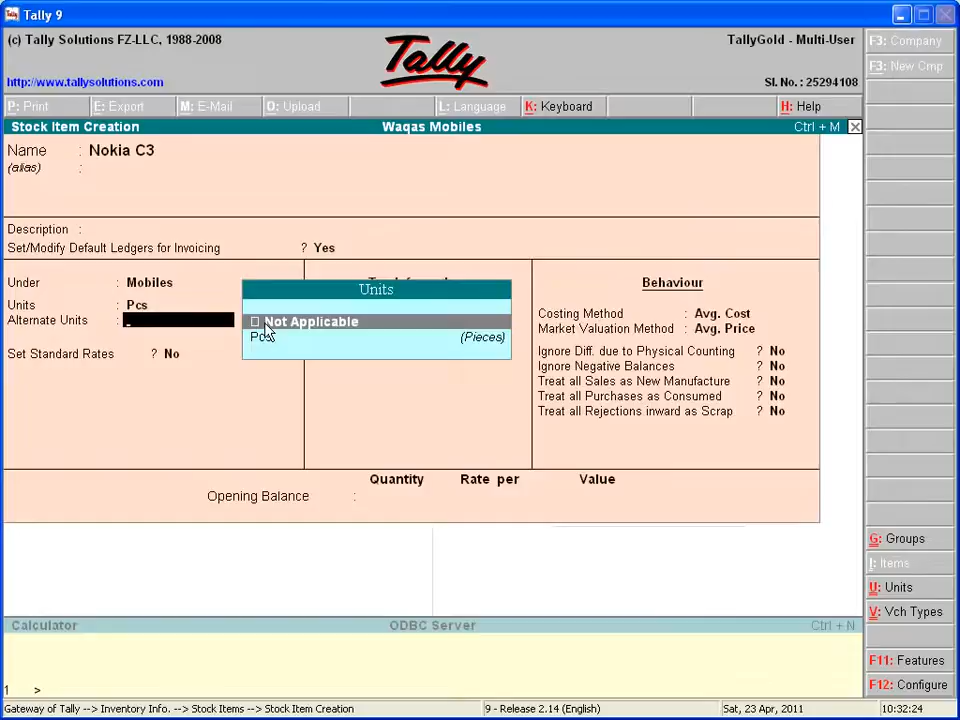 Tally 9
(c) Tally Solutions FZ-LLC, 1988-2008
Tally
TallyGold - Multi-User
http://www.tallysolutions.com
Sl. No.: 25294108
P: Print E: Export M: E-Mail O: Upload L: Language K: Keyboard H: Help
Stock Item Creation Waqas Mobiles Ctrl + M
Name : Nokia C3
(alias) :
Description :
Set/Modify Default Ledgers for Invoicing ? Yes
Under : Mobiles
Units : Pcs
Alternate Units :
Set Standard Rates ? No
Units
Not Applicable
Pcs (Pieces)
Behaviour
Costing Method : Avg. Cost
Market Valuation Method : Avg. Price
Ignore Diff. due to Physical Counting ? No
Ignore Negative Balances ? No
Treat all Sales as New Manufacture ? No
Treat all Purchases as Consumed ? No
Treat all Rejections inward as Scrap ? No
Quantity Rate per Value
Opening Balance :
F3: Company
F3: New Cmp
G: Groups
I: Items
U: Units
V: Vch Types
F11: Features
F12: Configure
Calculator ODBC Server Ctrl + N
1 >
Gateway of Tally --> Inventory Info. --> Stock Items --> Stock Item Creation 9 - Release 2.14 (English) Sat, 23 Apr, 2011 10:32:24